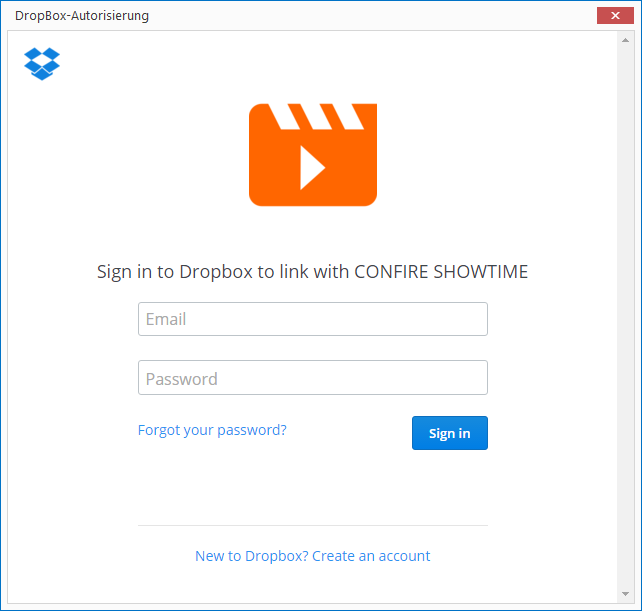 DropBox-Autorisierung
Sign in to Dropbox to link with CONFIRE SHOWTIME
Email
Password
Forgot your password?
Sign in
New to Dropbox? Create an account